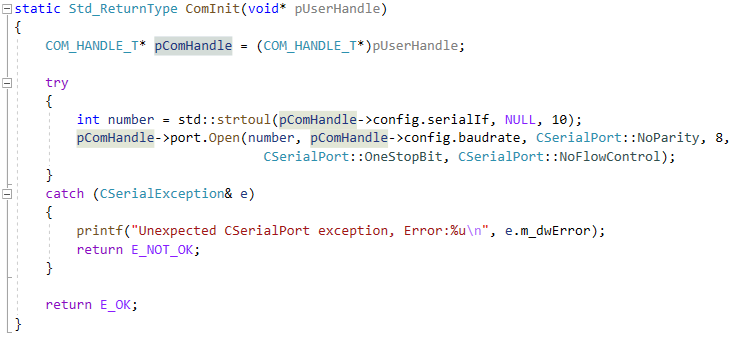 static Std_ReturnType ComInit(void* pUserHandle)
{
    COM_HANDLE_T* pComHandle = (COM_HANDLE_T*)pUserHandle;

    try
    {
        int number = std::strtoul(pComHandle->config.serialIf, NULL, 10);
        pComHandle->port.Open(number, pComHandle->config.baudrate, CSerialPort::NoParity, 8,
                                CSerialPort::OneStopBit, CSerialPort::NoFlowControl);
    }
    catch (CSerialException& e)
    {
        printf("Unexpected CSerialPort exception, Error:%u\n", e.m_dwError);
        return E_NOT_OK;
    }

    return E_OK;
}